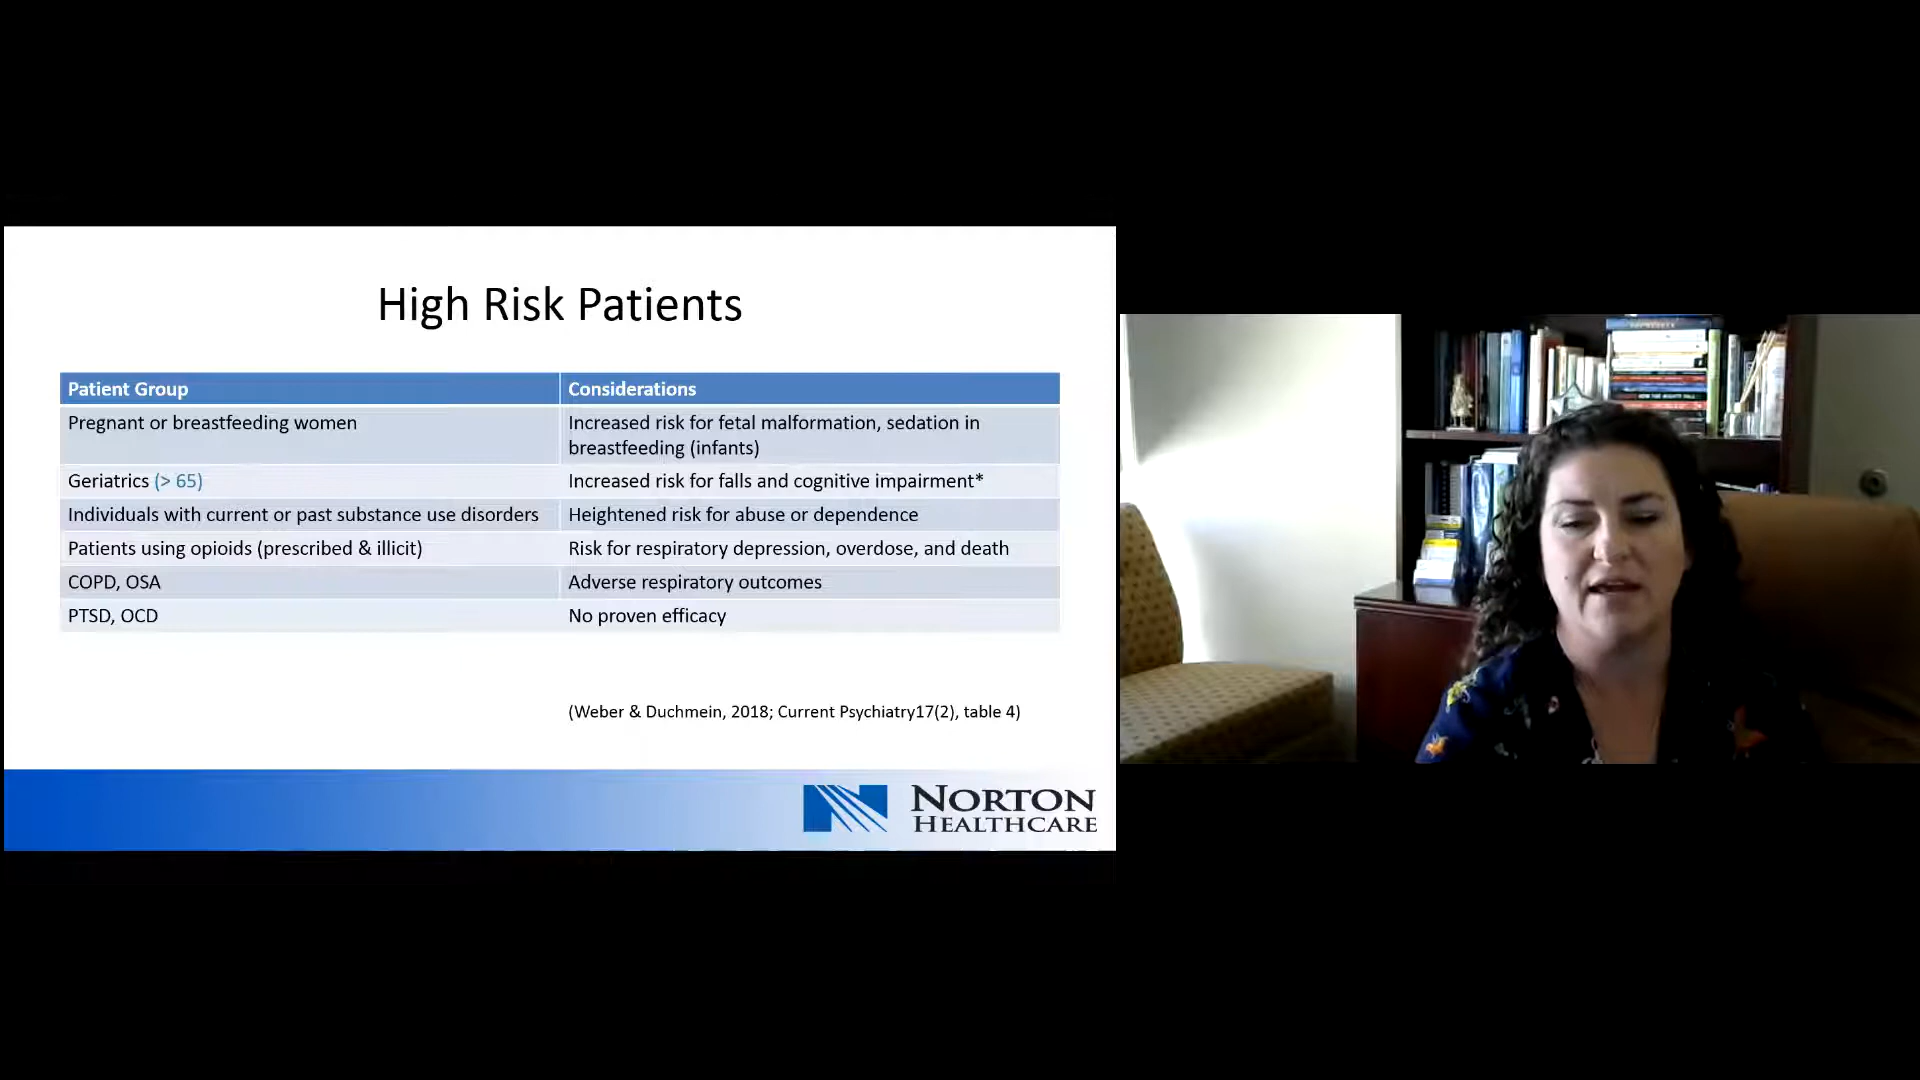 High Risk Patients
Patient Group
Considerations
Pregnant or breastfeeding women
Increased risk for fetal malformation, sedation in
breastfeeding (infants)
Geriatrics (> 65)
Increased risk for falls and cognitive impairment*
Individuals with current or past substance use disorders
Heightened risk for abuse or dependence
Patients using opioids (prescribed & illicit)
Risk for respiratory depression, overdose, and death
COPD, OSA
Adverse respiratory outcomes
PTSD, OCD
No proven efficacy
(Weber & Duchmein, 2018; Current Psychiatry17(2), table 4)
NORTON
HEALTHCARE